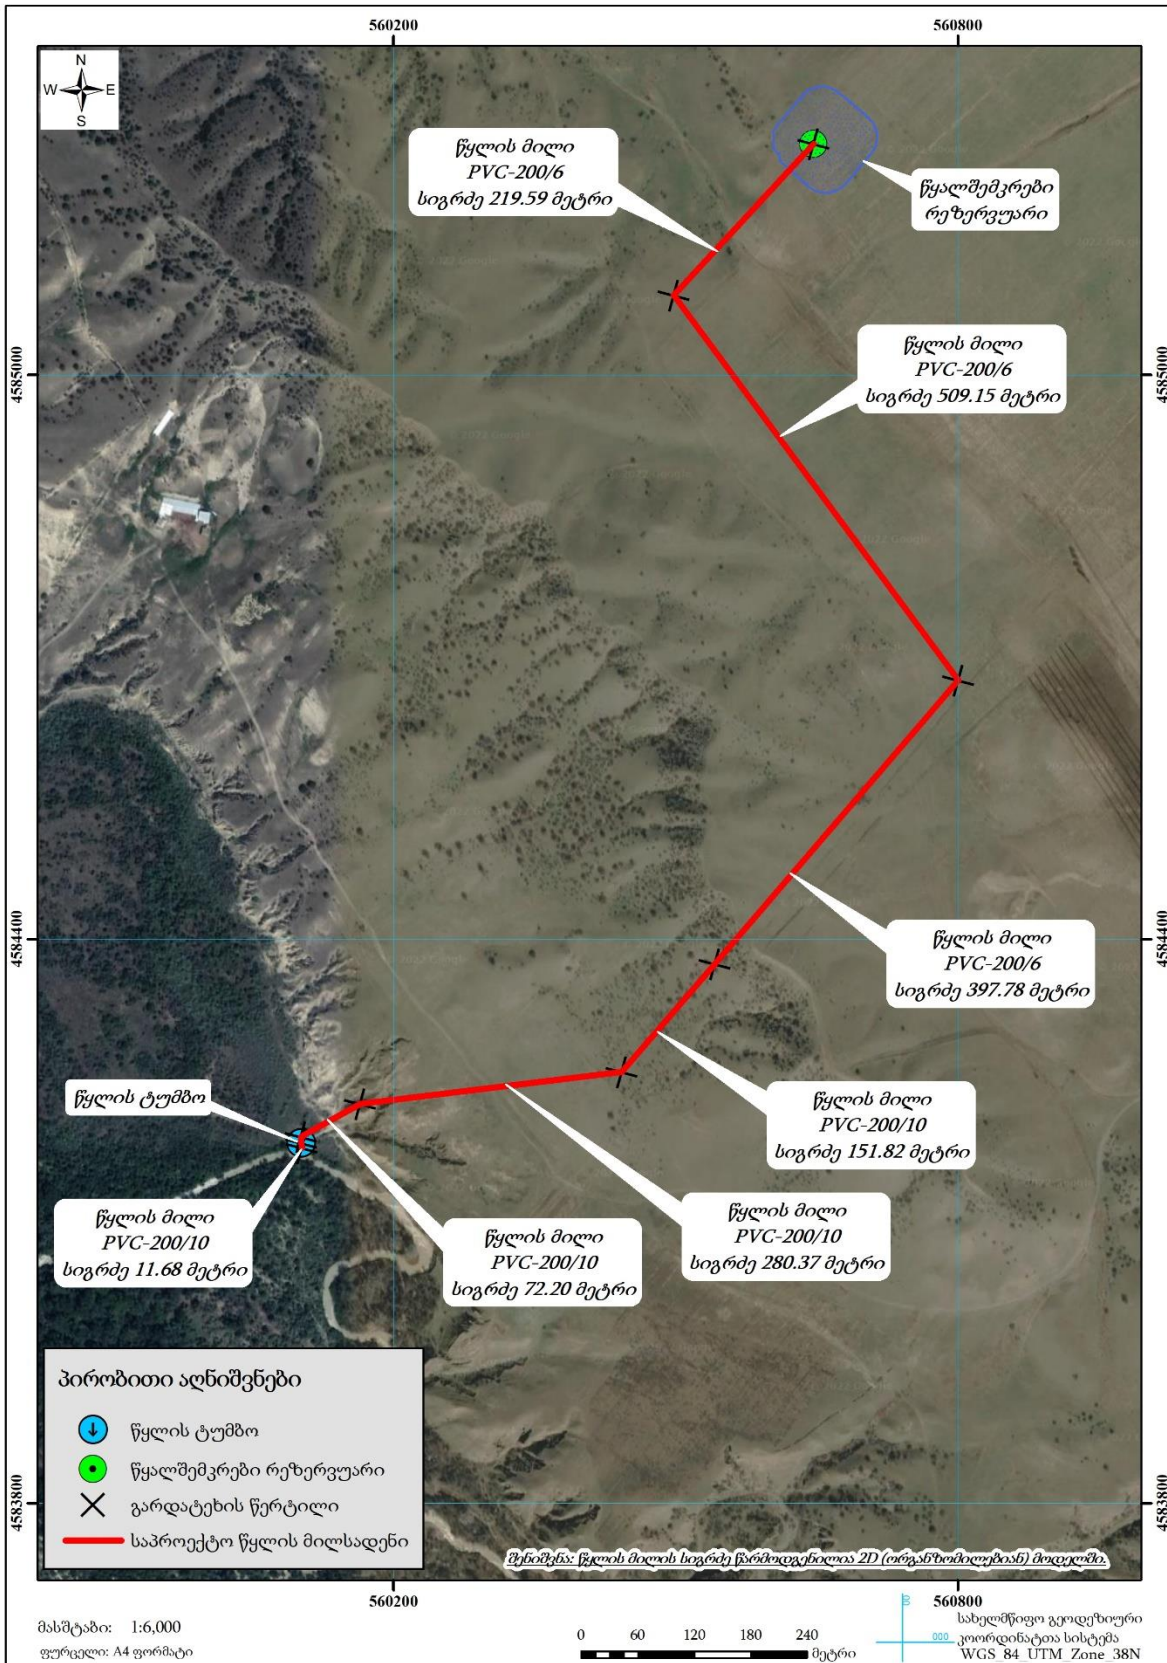 560200
560800
N
W E
S
წყლის მილი
PVC-200/6
სიგრძე 219.59 მეტრი
წყალშემკრები
რეზერვუარი
წყლის მილი
PVC-200/6
სიგრძე 509.15 მეტრი
4585000
4585000
წყლის მილი
PVC-200/6
სიგრძე 397.78 მეტრი
4584400
4584400
წყლის ტუმბო
წყლის მილი
PVC-200/10
სიგრძე 151.82 მეტრი
წყლის მილი
PVC-200/10
სიგრძე 11.68 მეტრი
წყლის მილი
PVC-200/10
სიგრძე 72.20 მეტრი
წყლის მილი
PVC-200/10
სიგრძე 280.37 მეტრი
პირობითი აღნიშვნები
წყლის ტუმბო
წყალშემკრები რეზერვუარი
გარდატეხის წერტილი
საპროექტო წყლის მილსადენი
4583800
4583800
შენიშვნა: წყლის მილის სიგრძე წარმოდგენილია 2D (ორგანზომილებიან) მოდელში.
560200
560800
მასშტაბი: 1:6,000
ფურცელი: A4 ფორმატი
0 60 120 180 240
მეტრი
00
000
სახელმწიფო გეოდეზიური
კოორდინატთა სისტემა
WGS_84_UTM_Zone_38N